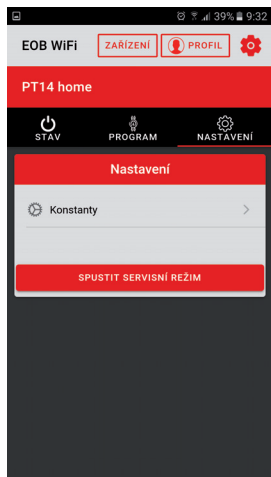 39% 9:32
EOB WiFi ZAŘÍZENÍ PROFIL
PT14 home
STAV PROGRAM NASTAVENÍ
Nastavení
Konstanty
SPUSTIT SERVISNÍ REŽIM